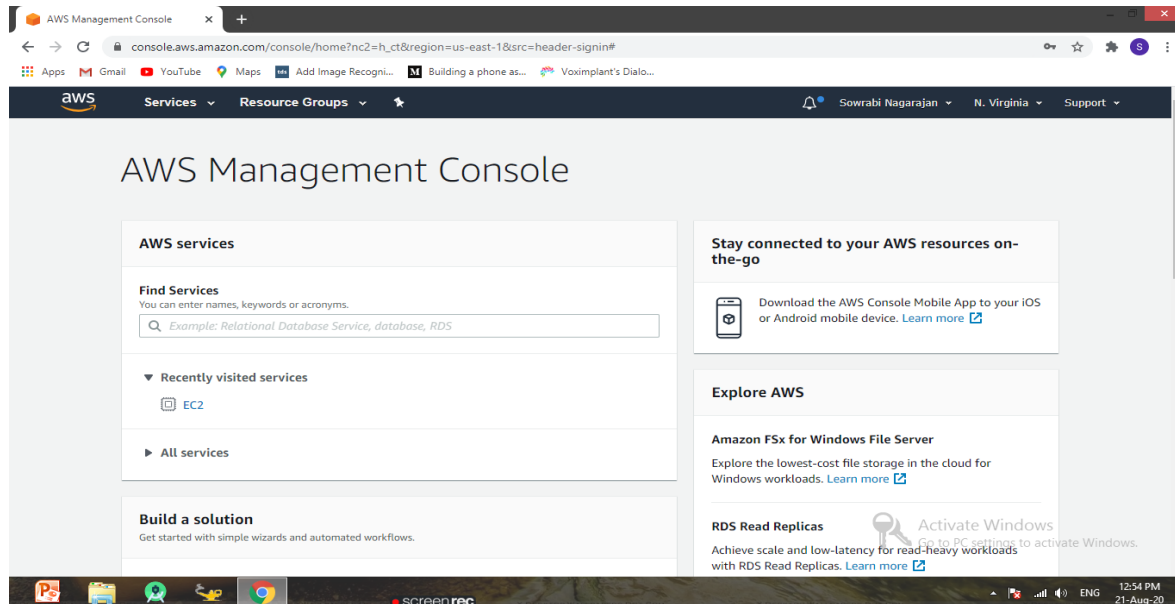 AWS Management Console
console.aws.amazon.com/console/home?nc2=h_ct&region=us-east-1&src=header-signin#
S
Apps Gmail YouTube Maps Add Image Recogni... M Building a phone as... Voximplant's Dialo...
aws Services Resource Groups Sowrabi Nagarajan N. Virginia Support
AWS Management Console
AWS services
Find Services
You can enter names, keywords or acronyms.
Example: Relational Database Service, database, RDS
Recently visited services
EC2
All services
Build a solution
Get started with simple wizards and automated workflows.
Stay connected to your AWS resources on-
the-go
Download the AWS Console Mobile App to your iOS
or Android mobile device. Learn more
Explore AWS
Amazon FSx for Windows File Server
Explore the lowest-cost file storage in the cloud for
Windows workloads. Learn more
RDS Read Replicas
Achieve scale and low-latency for read-heavy workloads
with RDS Read Replicas. Learn more
Activate Windows
Go to PC settings to activate Windows.
screenrec
ENG
12:54 PM
21-Aug-20